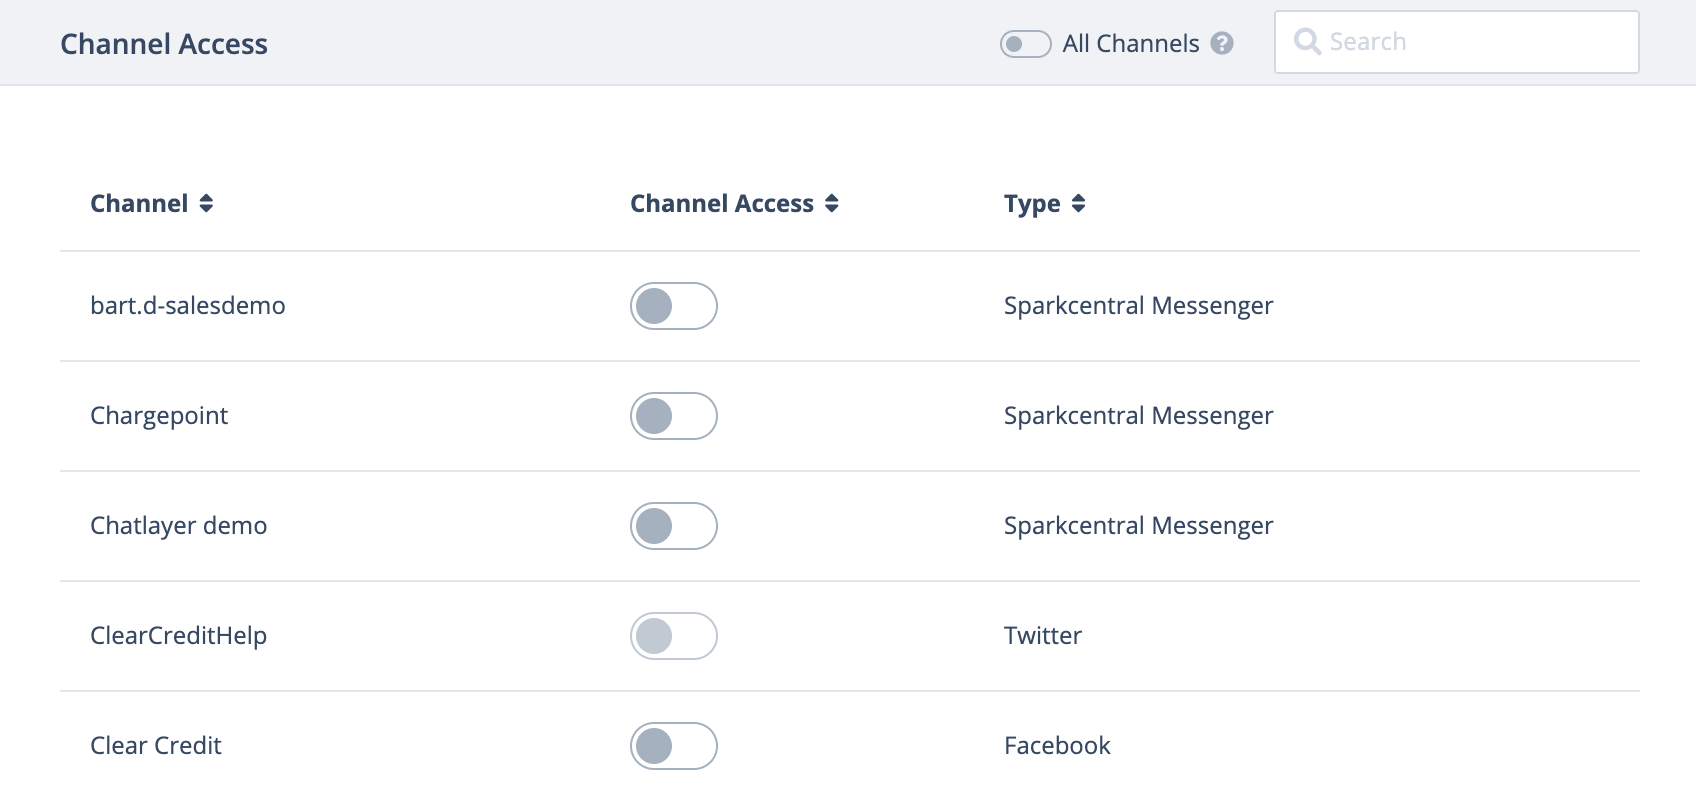 Channel Access
All Channels
Search
Channel Channel Access Type
bart.d-salesdemo Sparkcentral Messenger
Chargepoint Sparkcentral Messenger
Chatlayer demo Sparkcentral Messenger
ClearCreditHelp Twitter
Clear Credit Facebook